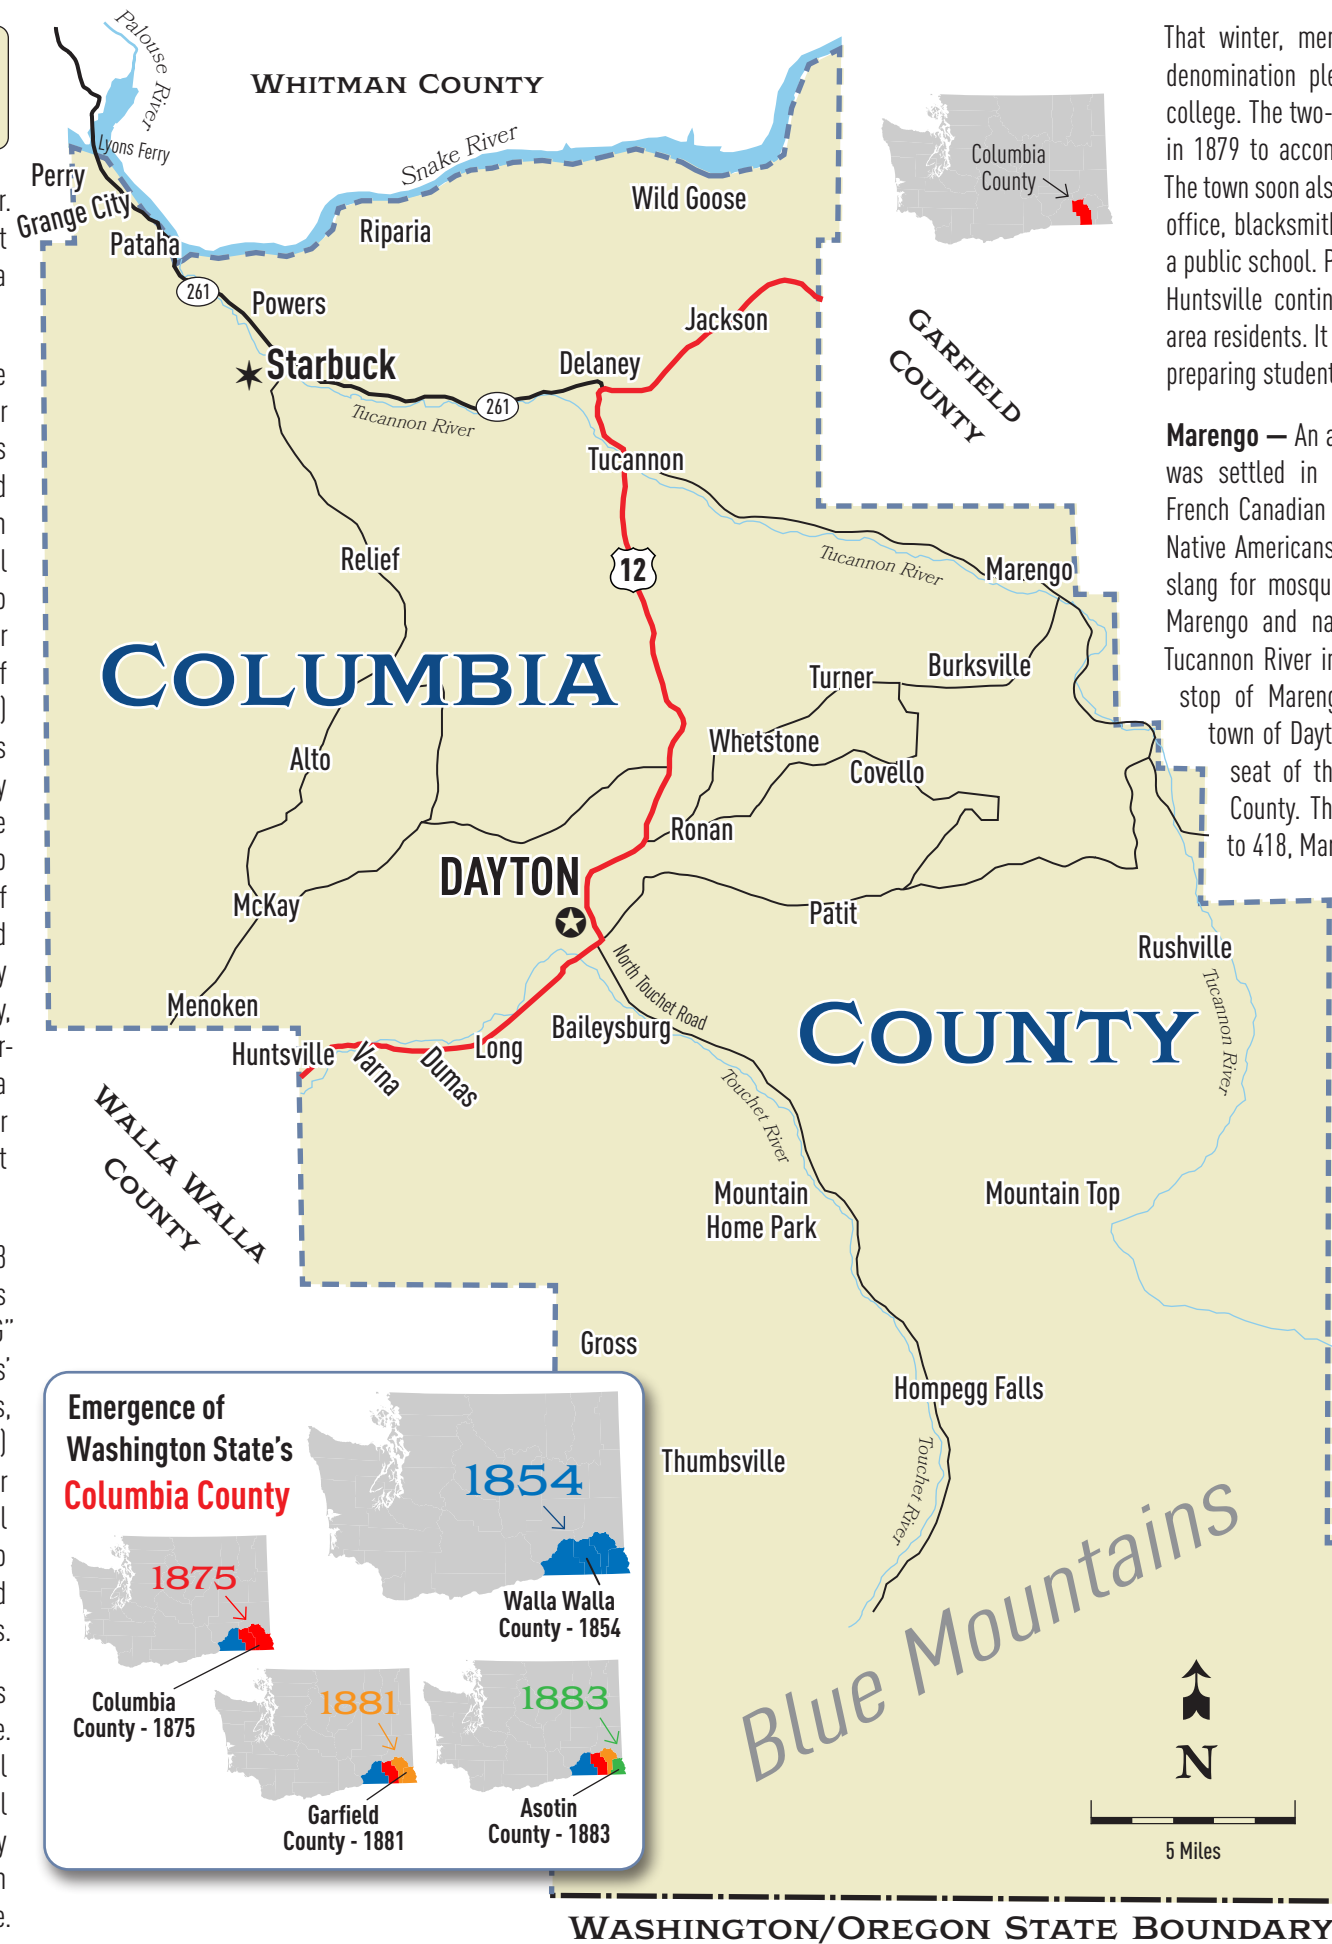 WHITMAN COUNTY
Palouse River
Lyons Ferry
Snake River
Perry
Grange City
Pataha
Riparia
Wild Goose
261
Powers
Starbuck
Jackson
Delaney
261
Tucannon River
Tucannon
12
Tucannon River
Marengo
Relief
COLUMBIA
Turner
Burksville
Whetstone
Covello
Alto
Ronan
DAYTON
McKay
Patit
Rushville
Menoken
North Touchet Road
Baileysburg
COUNTY
Tucannon River
Huntsville
Varna
Dumas
Long
Touchet River
WALLA WALLA
COUNTY
GARFIELD
COUNTY
Columbia
County
Mountain
Home Park
Mountain Top
Gross
Hompegg Falls
Thumbsville
Touchet River
Blue Mountains
N
5 Miles
WASHINGTON/OREGON STATE BOUNDARY
Emergence of
Washington State's
Columbia County
1854
Walla Walla
County - 1854
1875
Columbia
County - 1875
1881
Garfield
County - 1881
1883
Asotin
County - 1883
That winter,
denomination
college. The
in 1879 to
The town soon
office,
a public school.
Huntsville
area residents. It
preparing
Marengo — An
was settled in
French Canadian
Native Americans
slang for
Marengo and
Tucannon River
stop of
town of
seat of
County.
to 418,